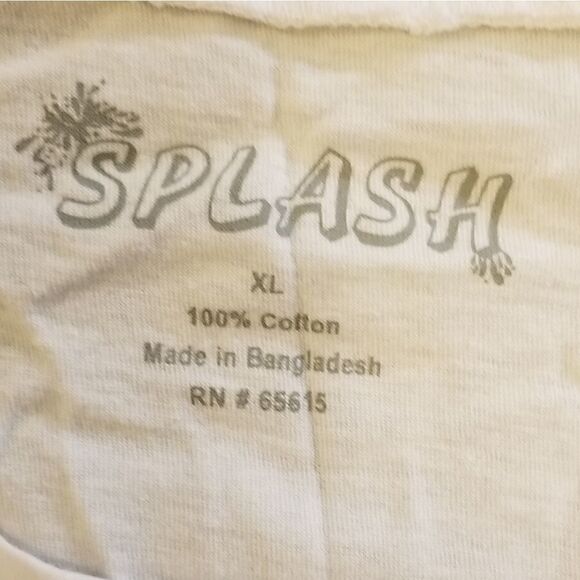 SPLASH
XL
100% Cotton
Made in Bangladesh
RN # 65615